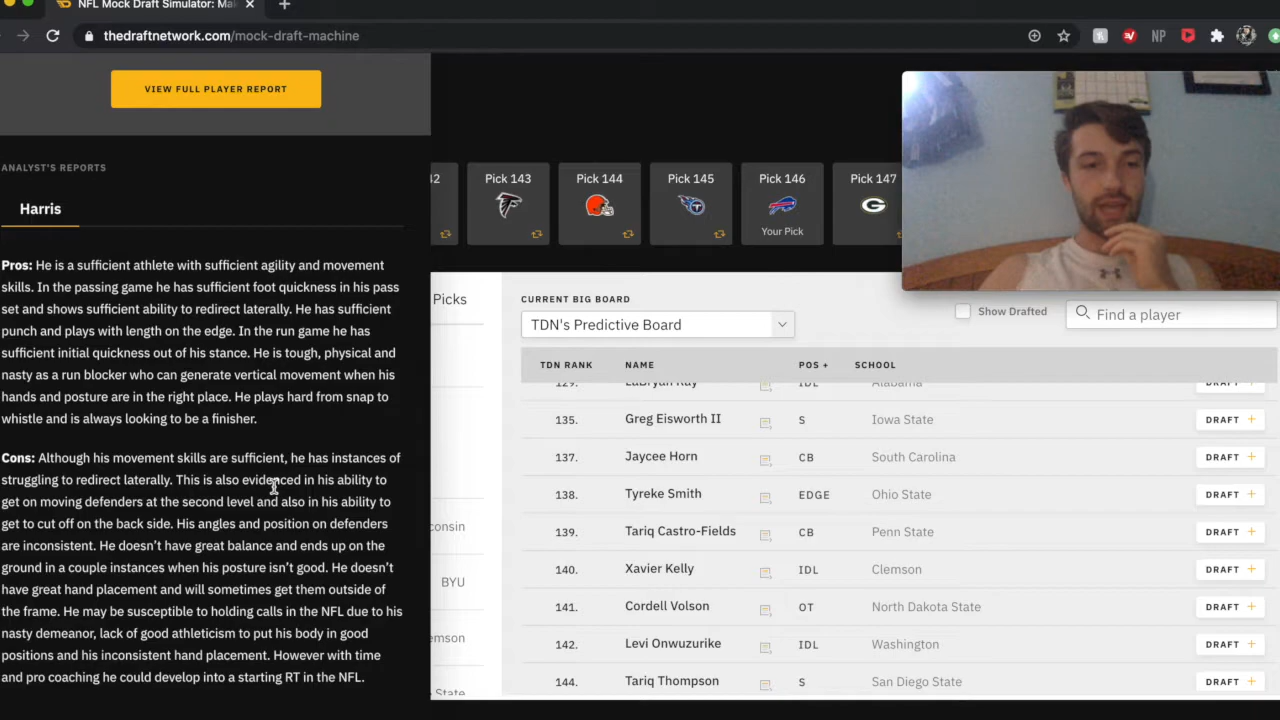 NFL Mock Draft Simulator: Ma
thedraftnetwork.com/mock-draft-machine
NP
VIEW FULL PLAYER REPORT
ANALYST'S REPORTS
Harris
Pros: He is a sufficient athlete with sufficient agility and movement
skills. In the passing game he has sufficient foot quickness in his pass
set and shows sufficient ability to redirect laterally. He has sufficient
punch and plays with length on the edge. In the run game he has
sufficient initial quickness out of his stance. He is tough, physical and
nasty as a run blocker who can generate vertical movement when his
hands and posture are in the right place. He plays hard from snap to
whistle and is always looking to be a finisher.
Cons: Although his movement skills are sufficient, he has instances of
struggling to redirect laterally. This is also evidenced in his ability to
get on moving defenders at the second level and also in his ability to
get to cut off on the back side. His angles and position on defenders
are inconsistent. He doesn't have great balance and ends up on the
ground in a couple instances when his posture isn't good. He doesn't
have great hand placement and will sometimes get them outside of
the frame. He may be susceptible to holding calls in the NFL due to his
nasty demeanor, lack of good athleticism to put his body in good
positions and his inconsistent hand placement. However with time
and pro coaching he could develop into a starting RT in the NFL.
42
Pick 143
Pick 144
Pick 145
Pick 146
Your Pick
Pick 147
G
Picks
consin
BYU
emson
State
CURRENT BIG BOARD
TDN's Predictive Board
Show Drafted
Find a player
TDN RANK NAME POS + SCHOOL
129. LaBryan Ray IDL Alabama DRAFT +
135. Greg Eisworth II S Iowa State DRAFT +
137. Jaycee Horn CB South Carolina DRAFT +
138. Tyreke Smith EDGE Ohio State DRAFT +
139. Tariq Castro-Fields CB Penn State DRAFT +
140. Xavier Kelly IDL Clemson DRAFT +
141. Cordell Volson OT North Dakota State DRAFT +
142. Levi Onwuzurike IDL Washington DRAFT +
144. Tariq Thompson S San Diego State DRAFT +